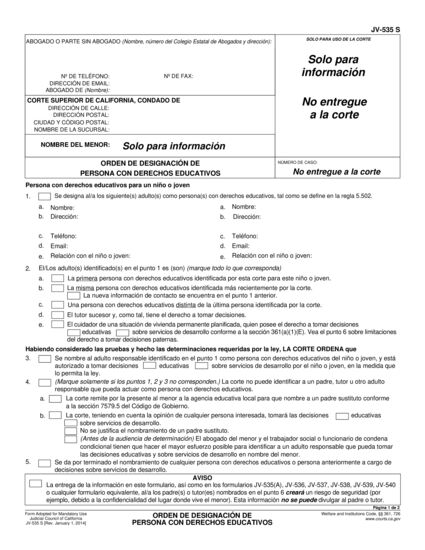 JV-535 S
ABOGADO O PARTE SIN ABOGADO (Nombre, número del Colegio Estatal de Abogados y dirección):
SOLO PARA USO DE LA CORTE
Solo para
información
Nº DE TELÉFONO: Nº DE FAX:
DIRECCIÓN DE EMAIL:
ABOGADO DE (Nombre):
CORTE SUPERIOR DE CALIFORNIA, CONDADO DE
No entregue
a la corte
DIRECCIÓN DE CALLE:
DIRECCIÓN POSTAL:
CIUDAD Y CÓDIGO POSTAL:
NOMBRE DE LA SUCURSAL:
NOMBRE DEL MENOR: Solo para información
ORDEN DE DESIGNACIÓN DE
PERSONA CON DERECHOS EDUCATIVOS
NÚMERO DE CASO:
No entregue a la corte
Persona con derechos educativos para un niño o joven
1. Se designa al/a los siguiente(s) adulto(s) como persona(s) con derechos educativos, tal como se define en la regla 5.502.
a. Nombre: a. Nombre:
b. Dirección: b. Dirección:
c. Teléfono: c. Teléfono:
d. Email: d. Email:
e. Relación con el niño o joven: e. Relación con el niño o joven:
2. El/Los adulto(s) identificado(s) en el punto 1 es (son) (marque todo lo que corresponda)
a. La primera persona con derechos educativos identificada por esta corte para este niño o joven.
b. La misma persona con derechos educativos identificada más recientemente por la corte.
La nueva información de contacto se encuentra en el punto 1 anterior.
c. Una persona con derechos educativos distinta de la última persona identificada por la corte.
d. El tutor sucesor y, como tal, tiene el derecho a tomar decisiones.
e. El cuidador de una situación de vivienda permanente planificada, quien posee el derecho a tomar decisiones
educativas sobre servicios de desarrollo conforme a la sección 361(a)(1)(E). Vea el punto 6 sobre limitaciones
del derecho a tomar decisiones paternas.
Habiendo considerado las pruebas y hecho las determinaciones requeridas por la ley, LA CORTE ORDENA que
3. Se nombre al adulto responsable identificado en el punto 1 como persona con derechos educativos del niño o joven, y está
autorizado a tomar decisiones educativas sobre servicios de desarrollo por el niño o joven, en la medida que
lo permita la ley.
4. (Marque solamente si los puntos 1, 2 y 3 no corresponden.) La corte no puede identificar a un padre, tutor u otro adulto
responsable que pueda actuar como persona con derechos educativos.
a. La corte remite por la presente al menor a la agencia educativa local para que nombre a un padre sustituto conforme
a la sección 7579.5 del Código de Gobierno.
b. La corte, teniendo en cuenta la opinión de cualquier persona interesada, tomará las decisiones educativas
sobre servicios de desarrollo.
No se justifica el nombramiento de un padre sustituto.
(Antes de la audiencia de determinación) El abogado del menor y el trabajador social o funcionario de condena
condicional tienen que hacer el mayor esfuerzo posible para identificar a un adulto responsable que pueda tomar
las decisiones educativas y sobre servicios de desarrollo en nombre del menor.
5. Se da por terminado el nombramiento de cualquier persona con derechos educativos o persona anteriormente a cargo de
decisiones sobre servicios de desarrollo.
AVISO
La entrega de la información en este formulario, así como en los formularios JV-535(A), JV-536, JV-537, JV-538, JV-539, JV-540
o cualquier formulario equivalente, al/a los padre(s) o tutor(es) nombrados en el punto 6 creará un riesgo de seguridad (por
ejemplo, debido a la confidencialidad del lugar donde vive el menor). Esta información no se puede divulgar al padre o tutor.
Página 1 de 2
Form Adopted for Mandatory Use
Judicial Council of California
JV-535 S [Rev. January 1, 2014]
ORDEN DE DESIGNACIÓN DE
PERSONA CON DERECHOS EDUCATIVOS
Welfare and Institutions Code, §§ 361, 726
www.courts.ca.gov